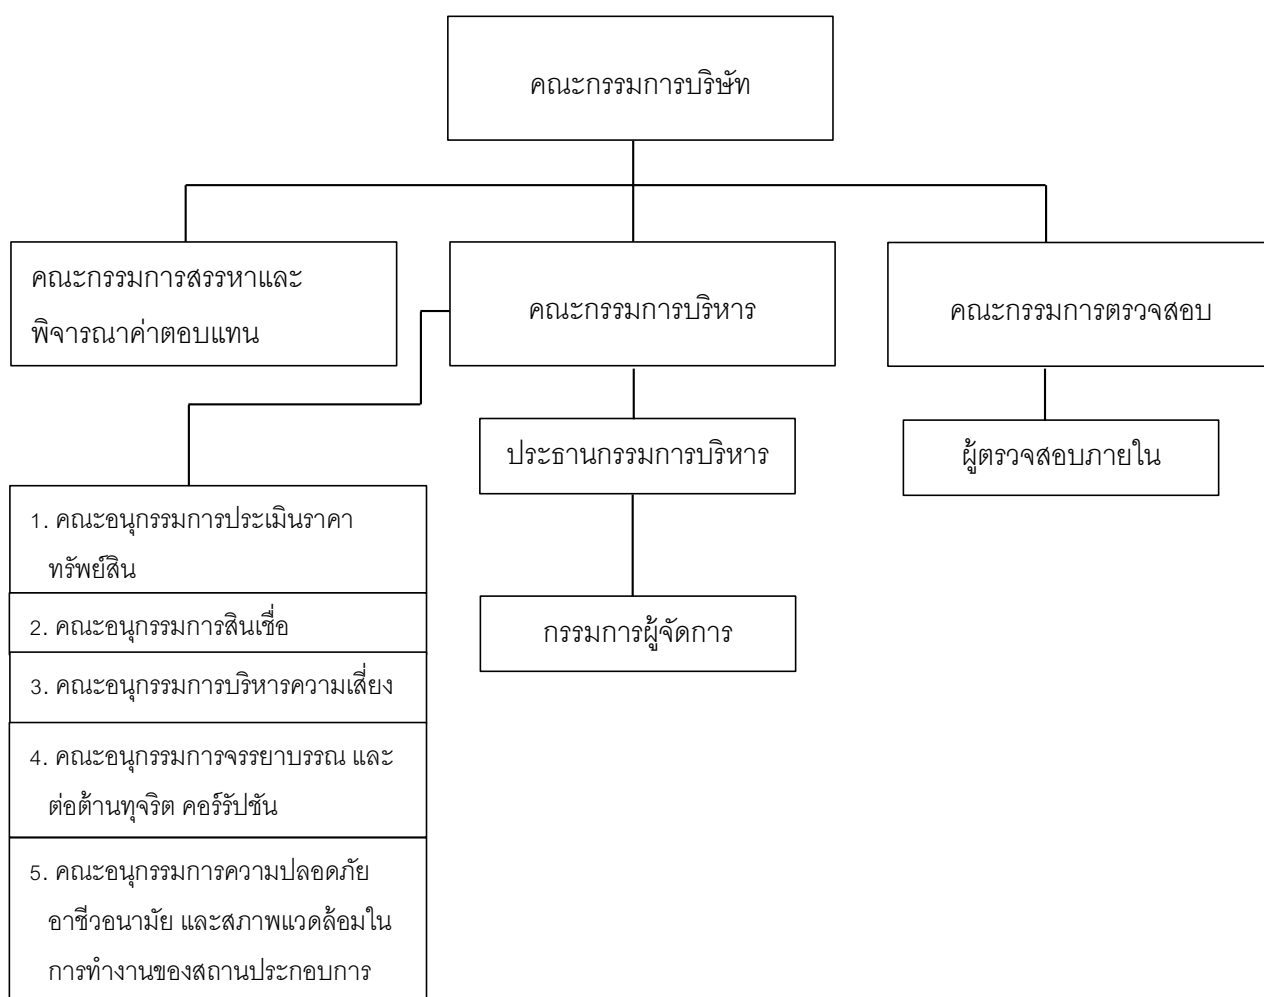 คณะกรรมการบริษัท
คณะกรรมการสรรหาและ
พิจารณาค่าตอบแทน
คณะกรรมการบริหาร
คณะกรรมการตรวจสอบ
ประธานกรรมการบริหาร
ผู้ตรวจสอบภายใน
1. คณะอนุกรรมการประเมินราคา
ทรัพย์สิน
2. คณะอนุกรรมการสินเชื่อ
กรรมการผู้จัดการ
3. คณะอนุกรรมการบริหารความเสี่ยง
4. คณะอนุกรรมการจรรยาบรรณ และ
ต่อต้านทุจริต คอร์รัปชัน
5. คณะอนุกรรมการความปลอดภัย
อาชีวอนามัย และสภาพแวดล้อมใน
การทำงานของสถานประกอบการ